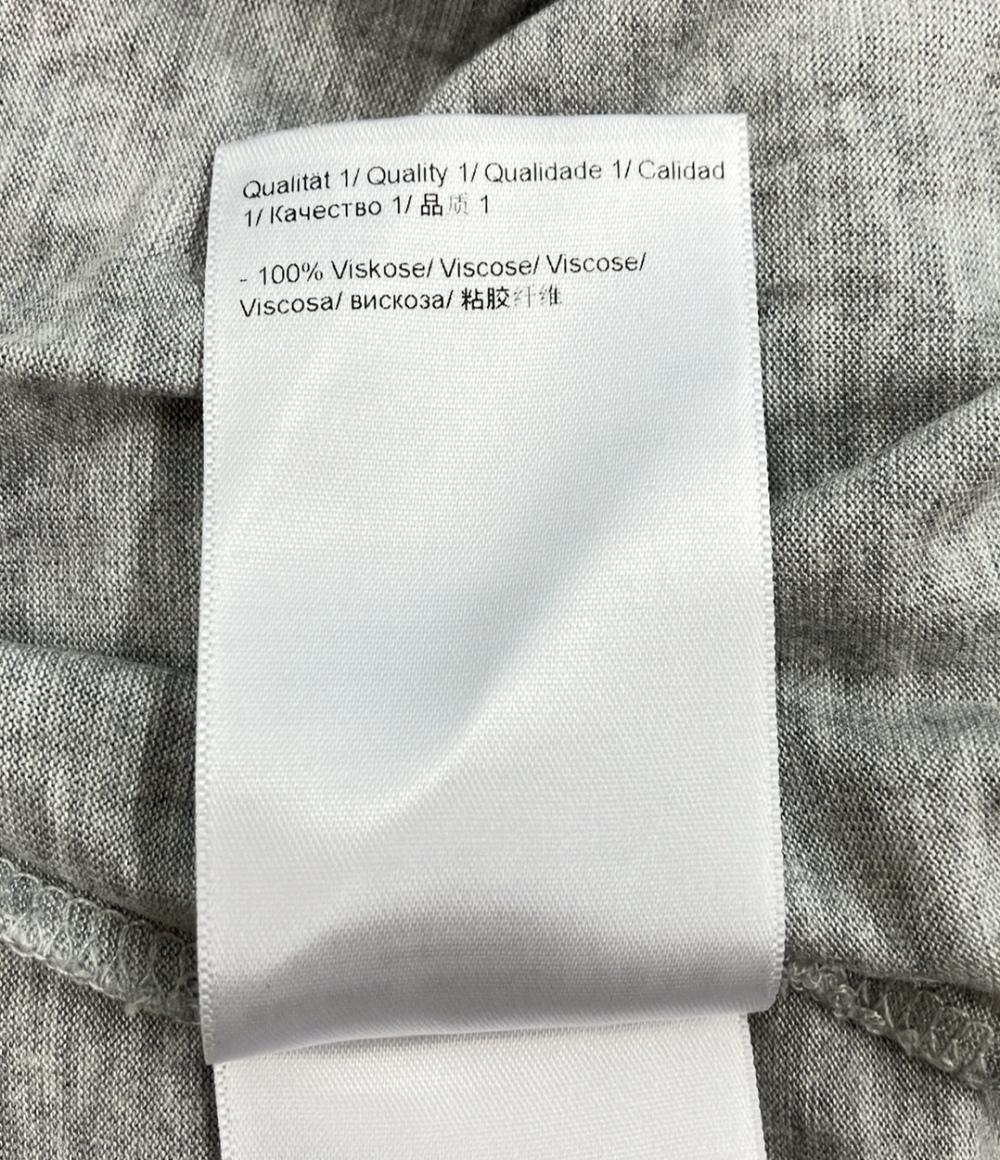 Qualität 1/ Quality 1/ Qualidade 1/ Calidad
1/ Качество 1/ 品质 1
- 100% Viskose/ Viscose/ Viscose/
Viscosa/ вискоза/ 粘胶纤维